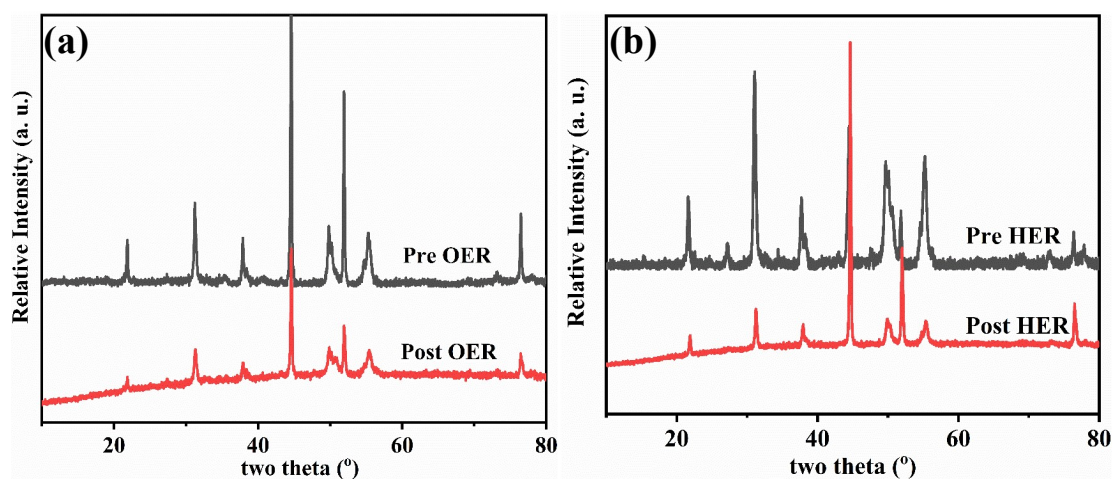 (a)
Relative Intensity (a. u.)
Pre OER
Post OER
20
40
60
80
two theta (º)
(b)
Relative Intensity (a. u.)
Pre HER
Post HER
20
40
60
80
two theta (º)